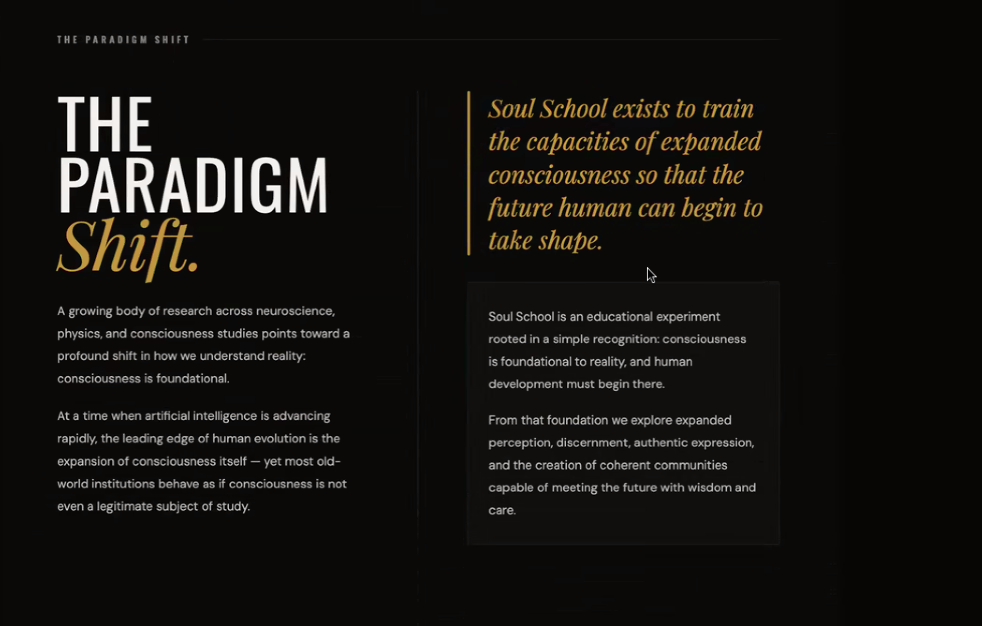 THE PARADIGM SHIFT
THE
PARADIGM
Shift.
A growing body of research across neuroscience,
physics, and consciousness studies points toward a
profound shift in how we understand reality:
consciousness is foundational.
At a time when artificial intelligence is advancing
rapidly, the leading edge of human evolution is the
expansion of consciousness itself — yet most old-
world institutions behave as if consciousness is not
even a legitimate subject of study.
Soul School exists to train
the capacities of expanded
consciousness so that the
future human can begin to
take shape.
Soul School is an educational experiment
rooted in a simple recognition: consciousness
is foundational to reality, and human
development must begin there.
From that foundation we explore expanded
perception, discernment, authentic expression,
and the creation of coherent communities
capable of meeting the future with wisdom and
care.